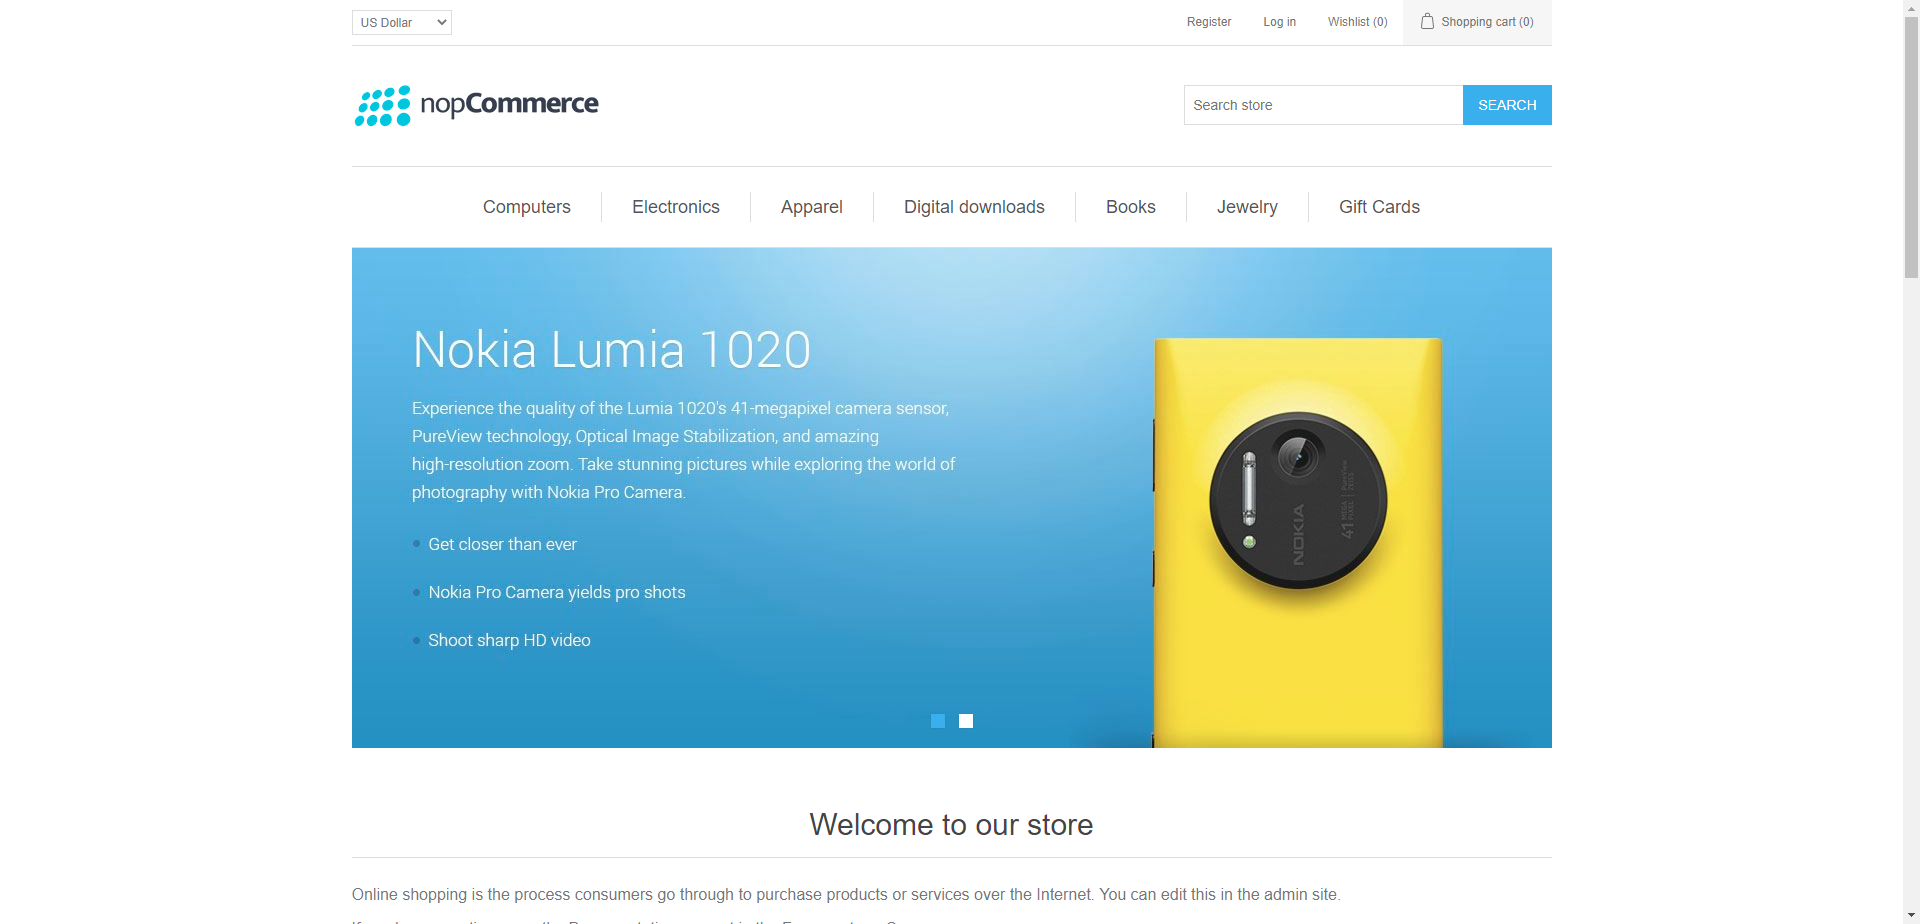 US Dollar
Register
Log in
Wishlist (0)
Shopping cart (0)
nopCommerce
Search store
SEARCH
Computers
Electronics
Apparel
Digital downloads
Books
Jewelry
Gift Cards
Nokia Lumia 1020
Experience the quality of the Lumia 1020's 41-megapixel camera sensor,
PureView technology, Optical Image Stabilization, and amazing
high-resolution zoom. Take stunning pictures while exploring the world of
photography with Nokia Pro Camera.
Get closer than ever
Nokia Pro Camera yields pro shots
Shoot sharp HD video
NOKIA
41 MEGA PIXEL
PureView
ZEISS
Welcome to our store
Online shopping is the process consumers go through to purchase products or services over the Internet. You can edit this in the admin site.